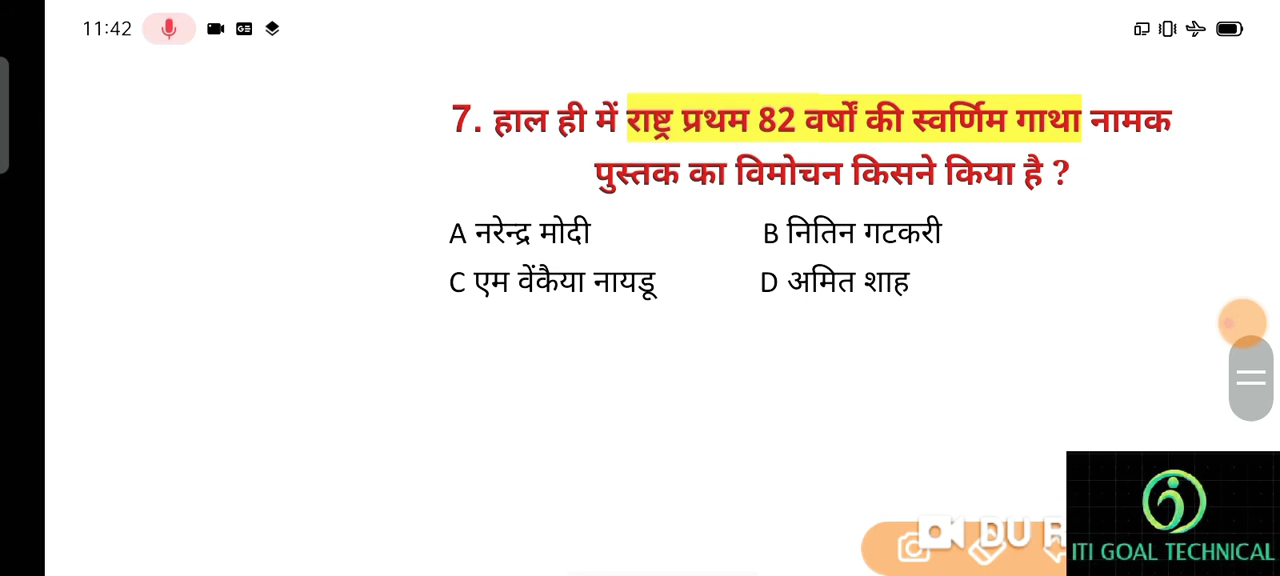 11:42
7. हाल ही में राष्ट्र प्रथम 82 वर्षों की स्वर्णिम गाथा नामक
पुस्तक का विमोचन किसने किया है ?
A नरेन्द्र मोदी B नितिन गटकरी
C एम वेंकैया नायडू D अमित शाह
DU R
ITI GOAL TECHNICAL